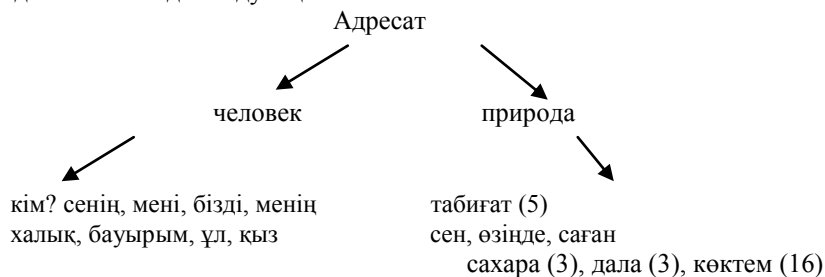 Адресат
человек природа
кім? сенің, мені, бізді, менің табиғат (5)
халық, бауырым, ұл, қыз сен, өзіңде, саған
сахара (3), дала (3), көктем (16)